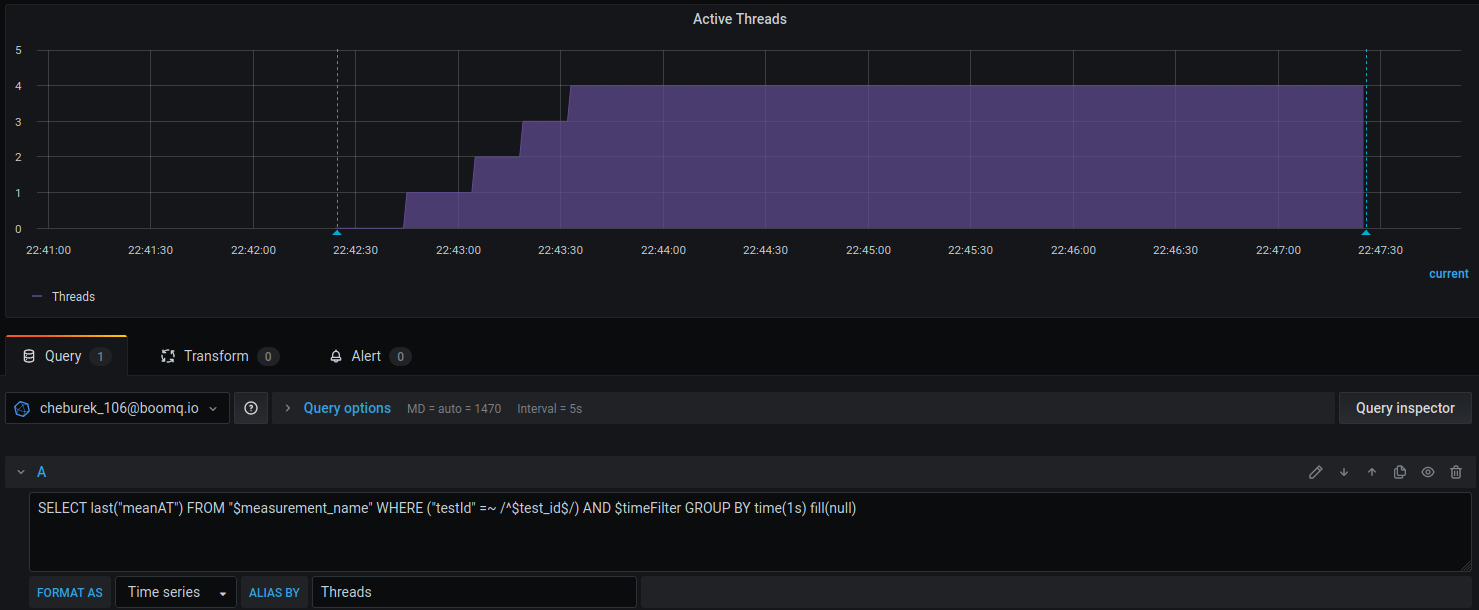 Active Threads
5
4
3
2
1
0
22:41:00 22:41:30 22:42:00 22:42:30 22:43:00 22:43:30 22:44:00 22:44:30 22:45:00 22:45:30 22:46:00 22:46:30 22:47:00 22:47:30
current
Threads
Query 1 Transform 0 Alert 0
cheburek_106@boomq.io Query options MD = auto = 1470 Interval = 5s Query inspector
A
SELECT last("meanAT") FROM "$measurement_name" WHERE ("testId" =~ /^$test_id$/) AND $timeFilter GROUP BY time(1s) fill(null)
FORMAT AS Time series ALIAS BY Threads